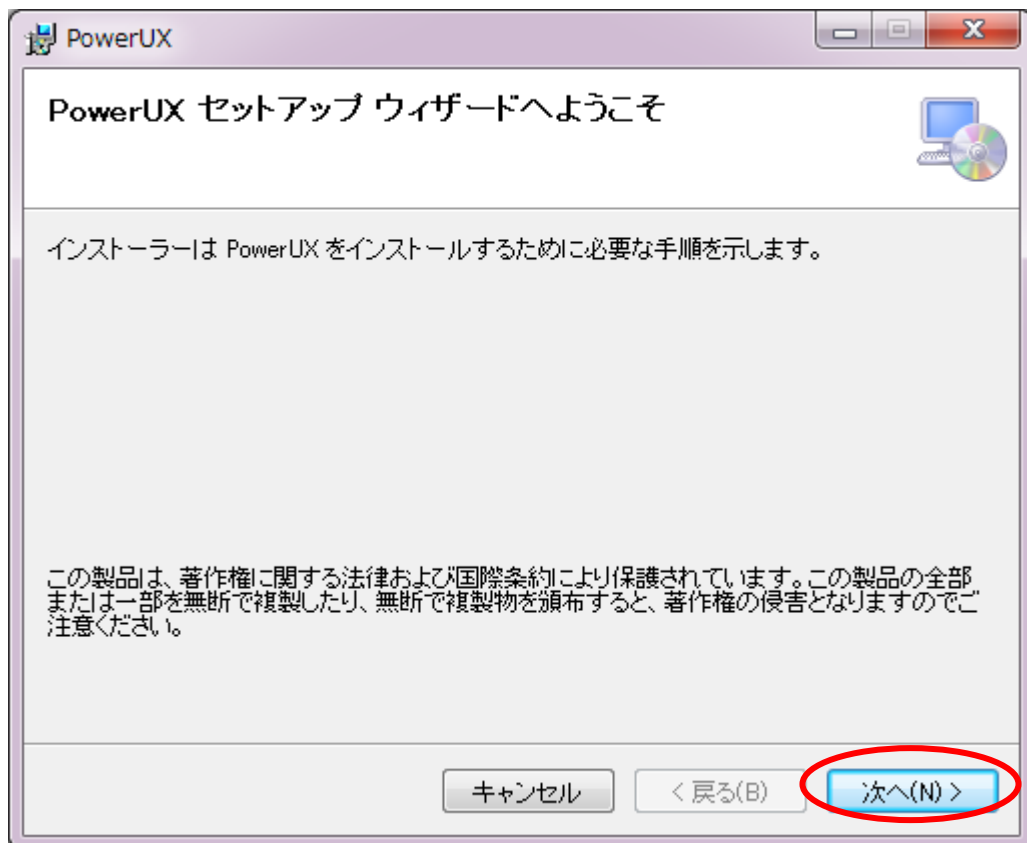 PowerUX
PowerUX セットアップ ウィザードへようこそ
インストーラーは PowerUX をインストールするために必要な手順を示します。
この製品は、著作権に関する法律および国際条約により保護されています。この製品の全部
または一部を無断で複製したり、無断で複製物を頒布すると、著作権の侵害となりますのでご
注意ください。
キャンセル
< 戻る(B)
次へ(N) >